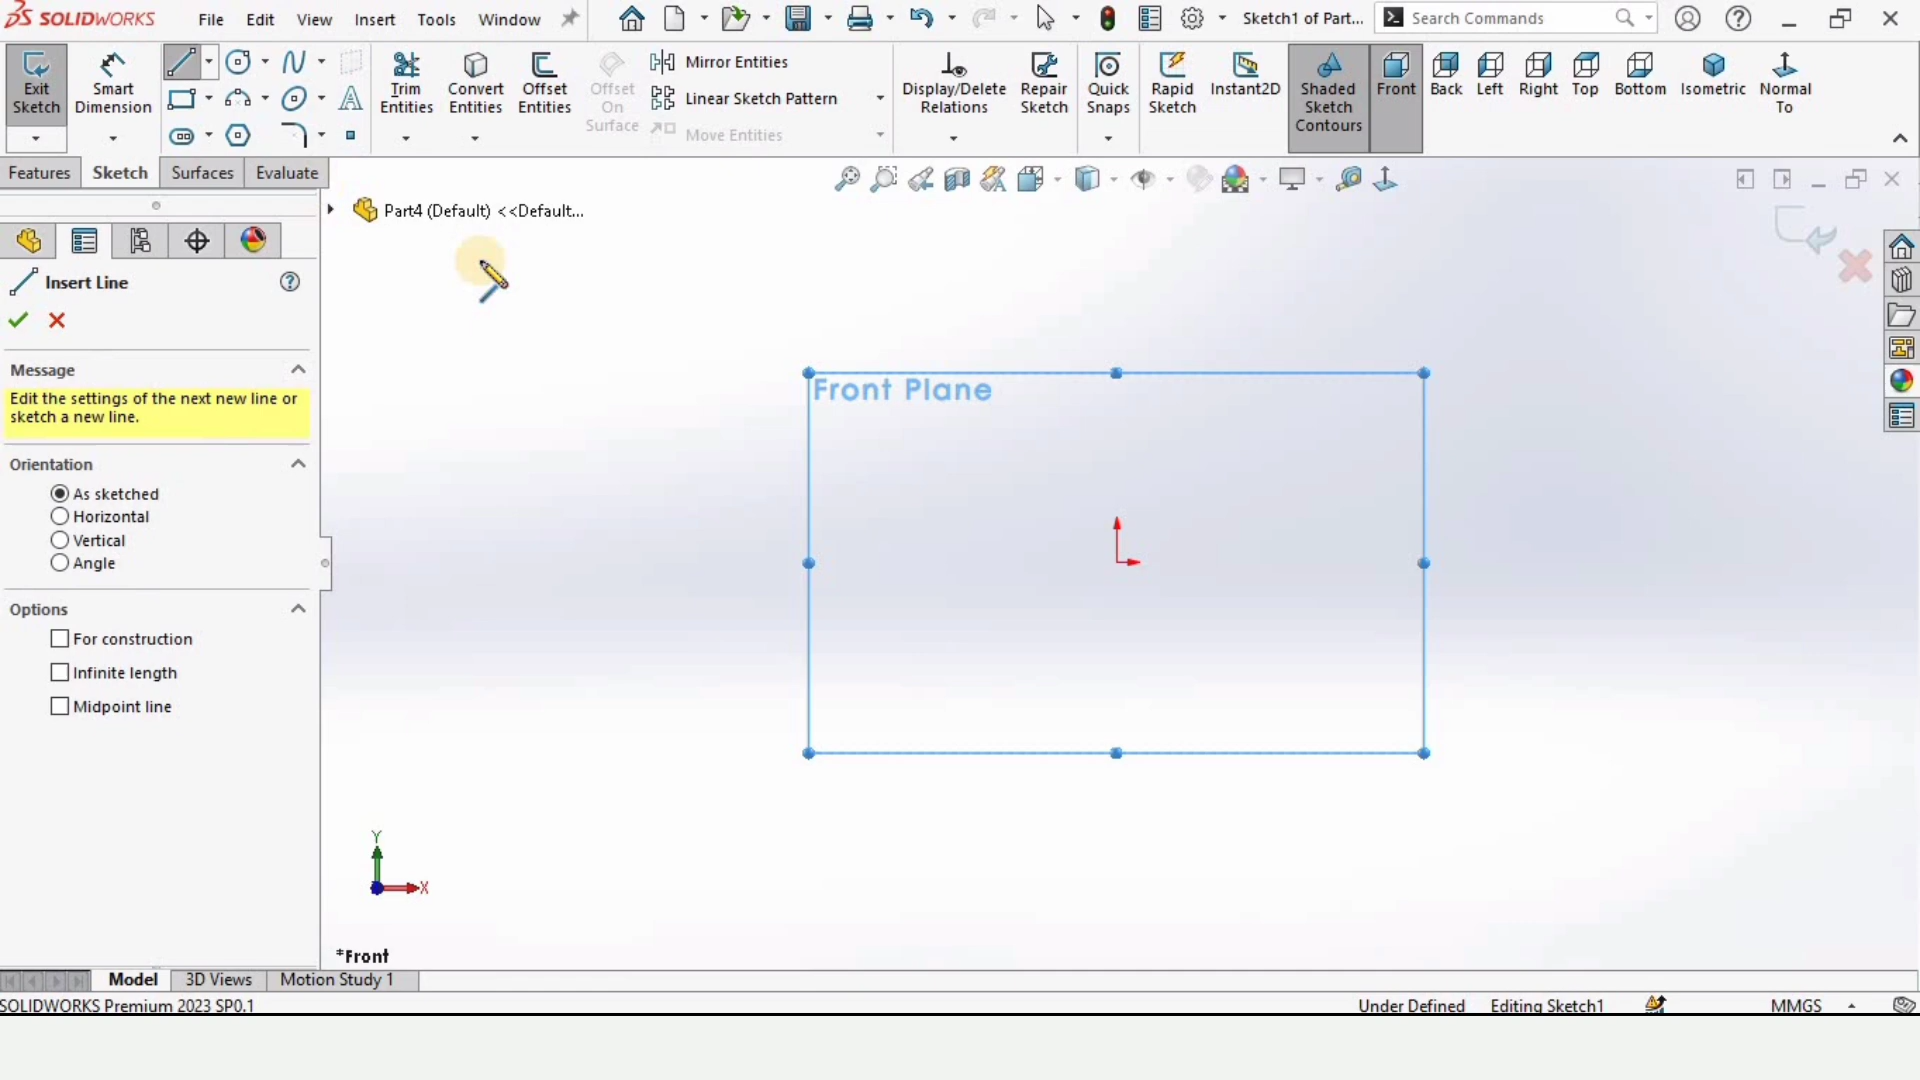 SOLIDWORKS File Edit View Insert Tools Window Sketch1 of Part... Search Commands
Exit Sketch
Smart Dimension
Trim Entities
Convert Entities
Offset Entities
Offset On Surface
Mirror Entities
Linear Sketch Pattern
Move Entities
Display/Delete Relations
Repair Sketch
Quick Snaps
Rapid Sketch
Instant2D
Shaded Sketch Contours
Front Back Left Right Top Bottom Isometric
Normal To
Features Sketch Surfaces Evaluate
Part4 (Default) <<Default...
Insert Line
Message
Edit the settings of the next new line or
sketch a new line.
Orientation
As sketched
Horizontal
Vertical
Angle
Options
For construction
Infinite length
Midpoint line
Front Plane
Y
X
*Front
Model 3D Views Motion Study 1
SOLIDWORKS Premium 2023 SP0.1 Under Defined Editing Sketch1 MMGS